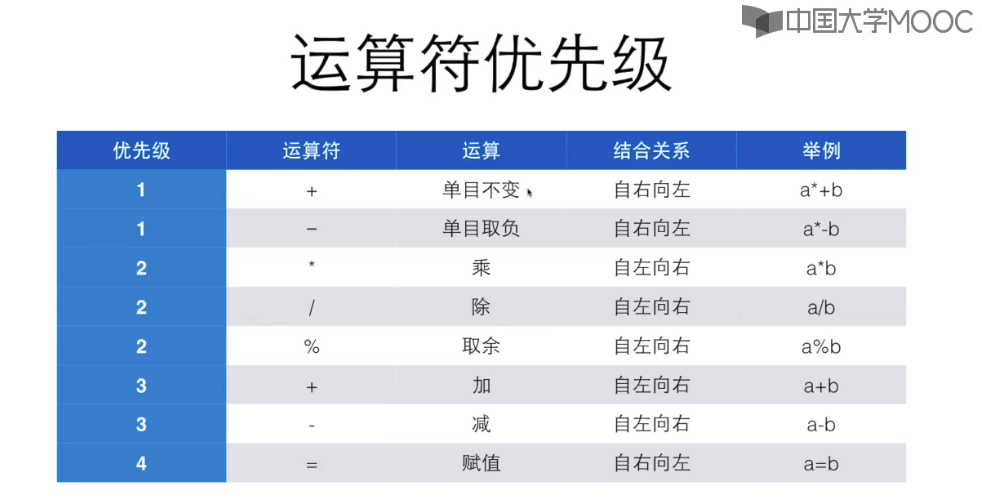 中国大学MOOC
运算符优先级
优先级 运算符 运算 结合关系 举例
1 + 单目不变 自右向左 a*+b
1 − 单目取负 自右向左 a*-b
2 * 乘 自左向右 a*b
2 / 除 自左向右 a/b
2 % 取余 自左向右 a%b
3 + 加 自左向右 a+b
3 - 减 自左向右 a-b
4 = 赋值 自右向左 a=b